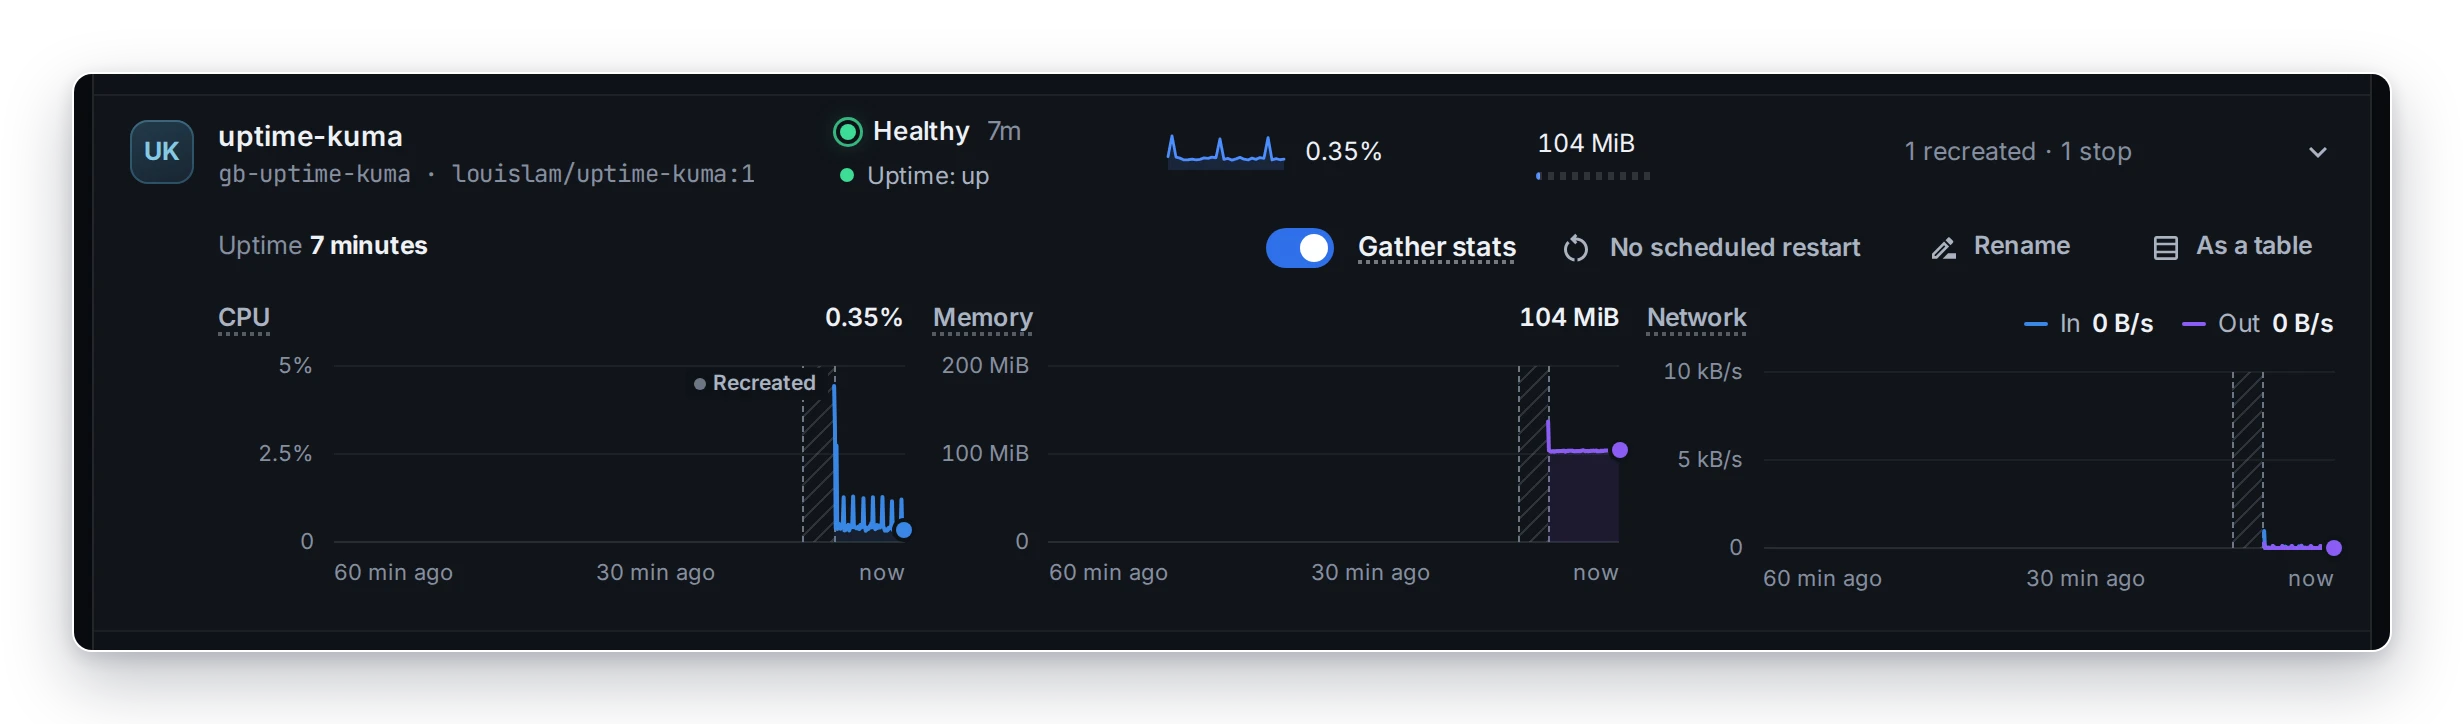 UK
uptime-kuma
gb-uptime-kuma · louislam/uptime-kuma:1
Healthy 7m
Uptime: up
0.35%
104 MiB
1 recreated · 1 stop
Uptime 7 minutes
Gather stats
No scheduled restart
Rename
As a table
CPU
0.35%
5%
Recreated
2.5%
0
60 min ago
30 min ago
now
Memory
104 MiB
200 MiB
100 MiB
0
60 min ago
30 min ago
now
Network
In 0 B/s
Out 0 B/s
10 kB/s
5 kB/s
0
60 min ago
30 min ago
now